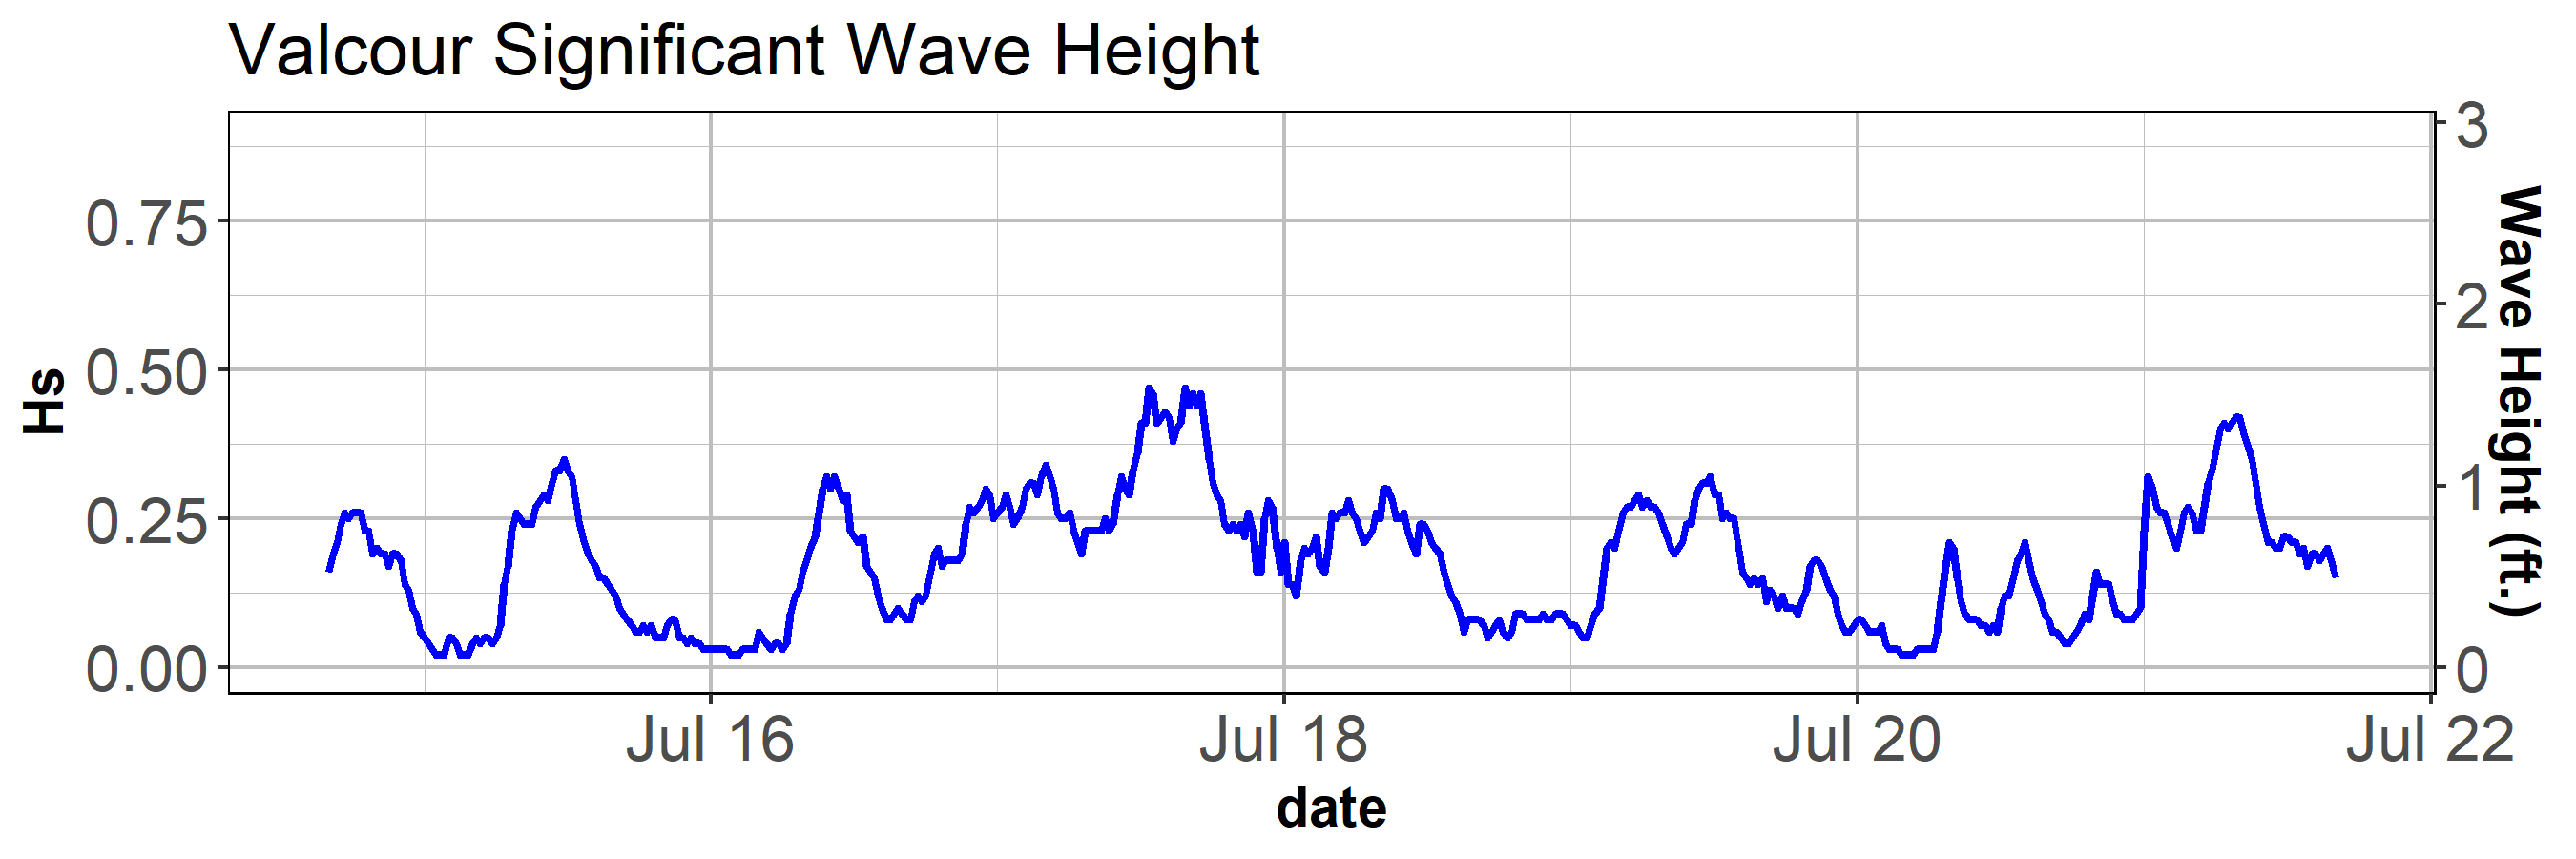 Valcour Significant Wave Height
Hs
0.75
0.50
0.25
0.00
3
2
1
0
Wave Height (ft.)
Jul 16
Jul 18
Jul 20
Jul 22
date